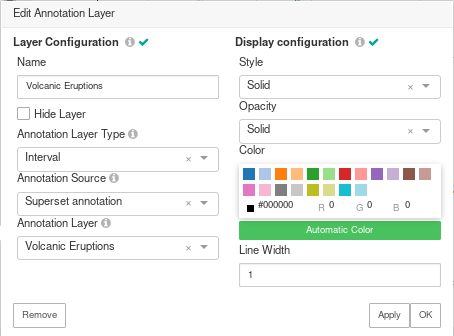 Edit Annotation Layer
Layer Configuration
Name
Volcanic Eruptions
Hide Layer
Annotation Layer Type
Interval
Annotation Source
Superset annotation
Annotation Layer
Volcanic Eruptions
Display configuration
Style
Solid
Opacity
Solid
Color
#000000 R 0 G 0 B 0
Automatic Color
Line Width
1
Remove
Apply
OK